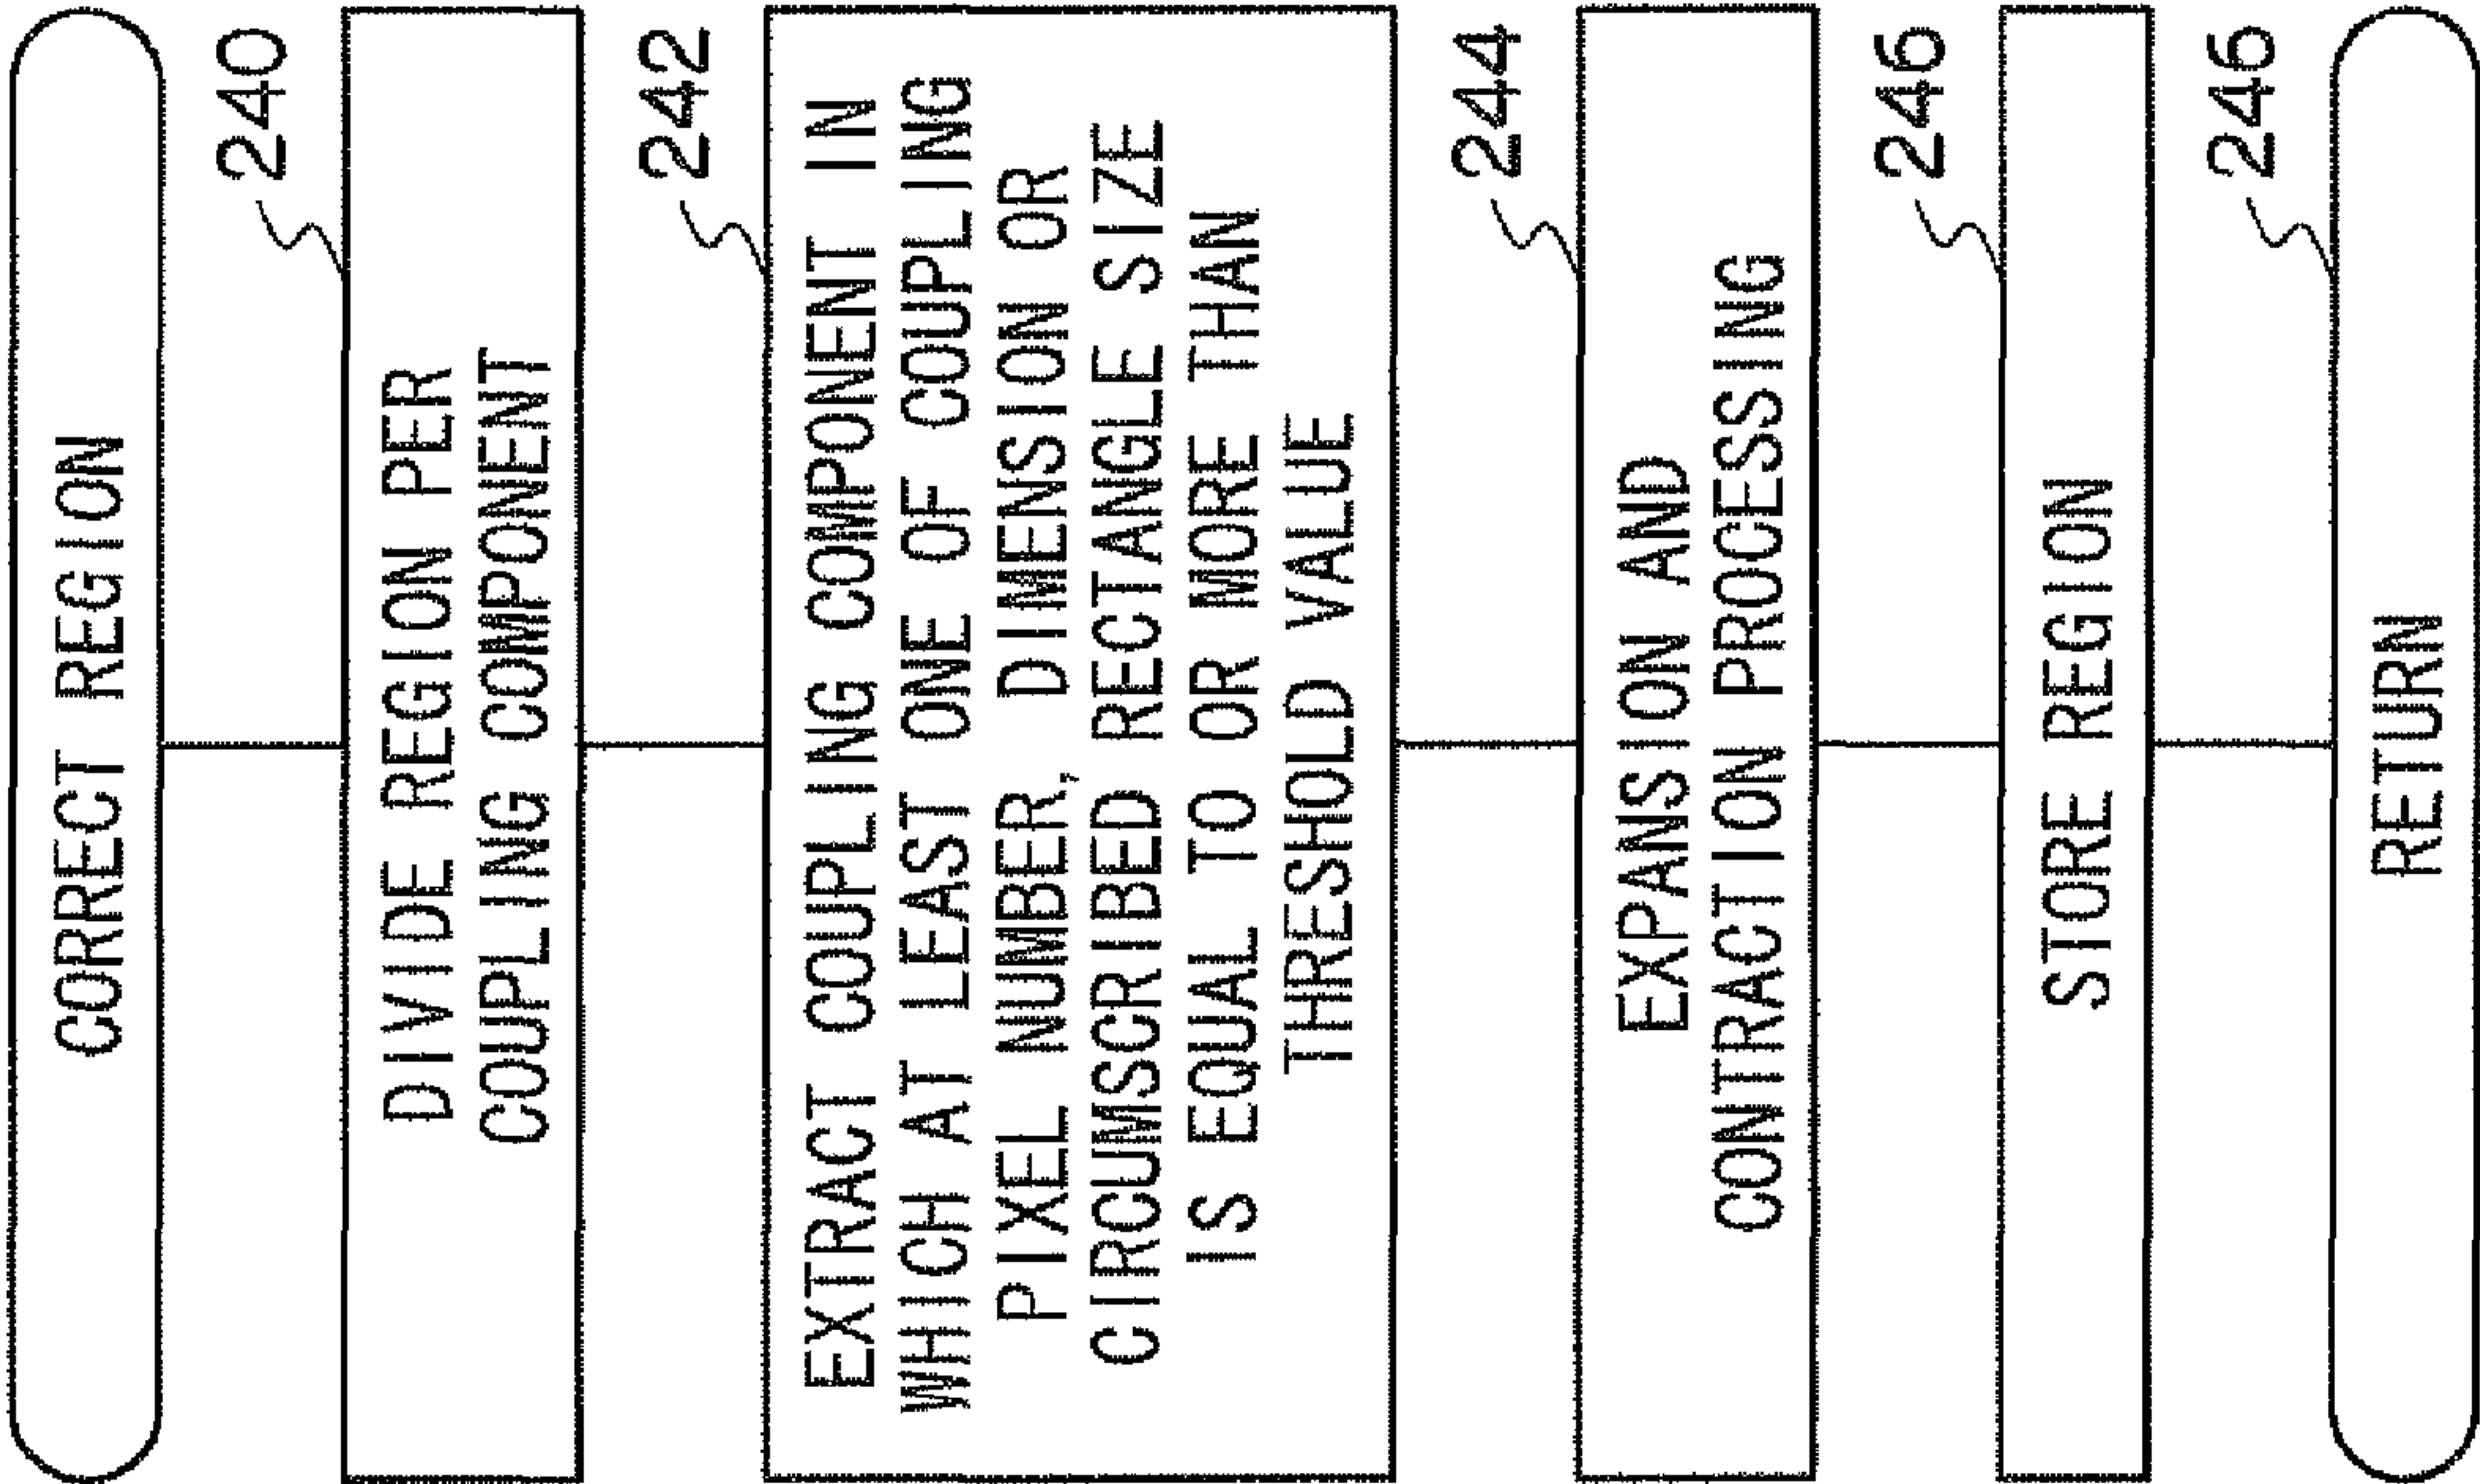 CORRECT REGION
240
DIVIDE REGION PER
COUPLING COMPONENT
242
EXTRACT COUPLING COMPONENT IN
WHICH AT LEAST ONE OF COUPLING
PIXEL NUMBER, DIMENSION OR
CIRCUMSCRIBED RECTANGLE SIZE
IS EQUAL TO OR MORE THAN
THRESHOLD VALUE
244
EXPANSION AND
CONTRACTION PROCESSING
246
STORE REGION
246
RETURN